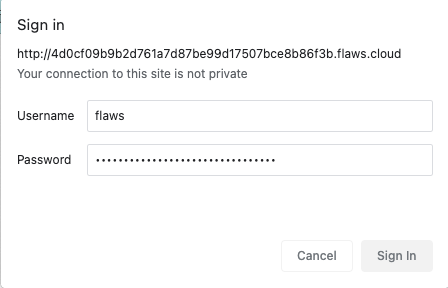 Sign in
http://4d0cf09b9b2d761a7d87be99d17507bce8b86f3b.flaws.cloud
Your connection to this site is not private
Username flaws
Password ••••••••••••••••••••••••••••••••
Cancel Sign In